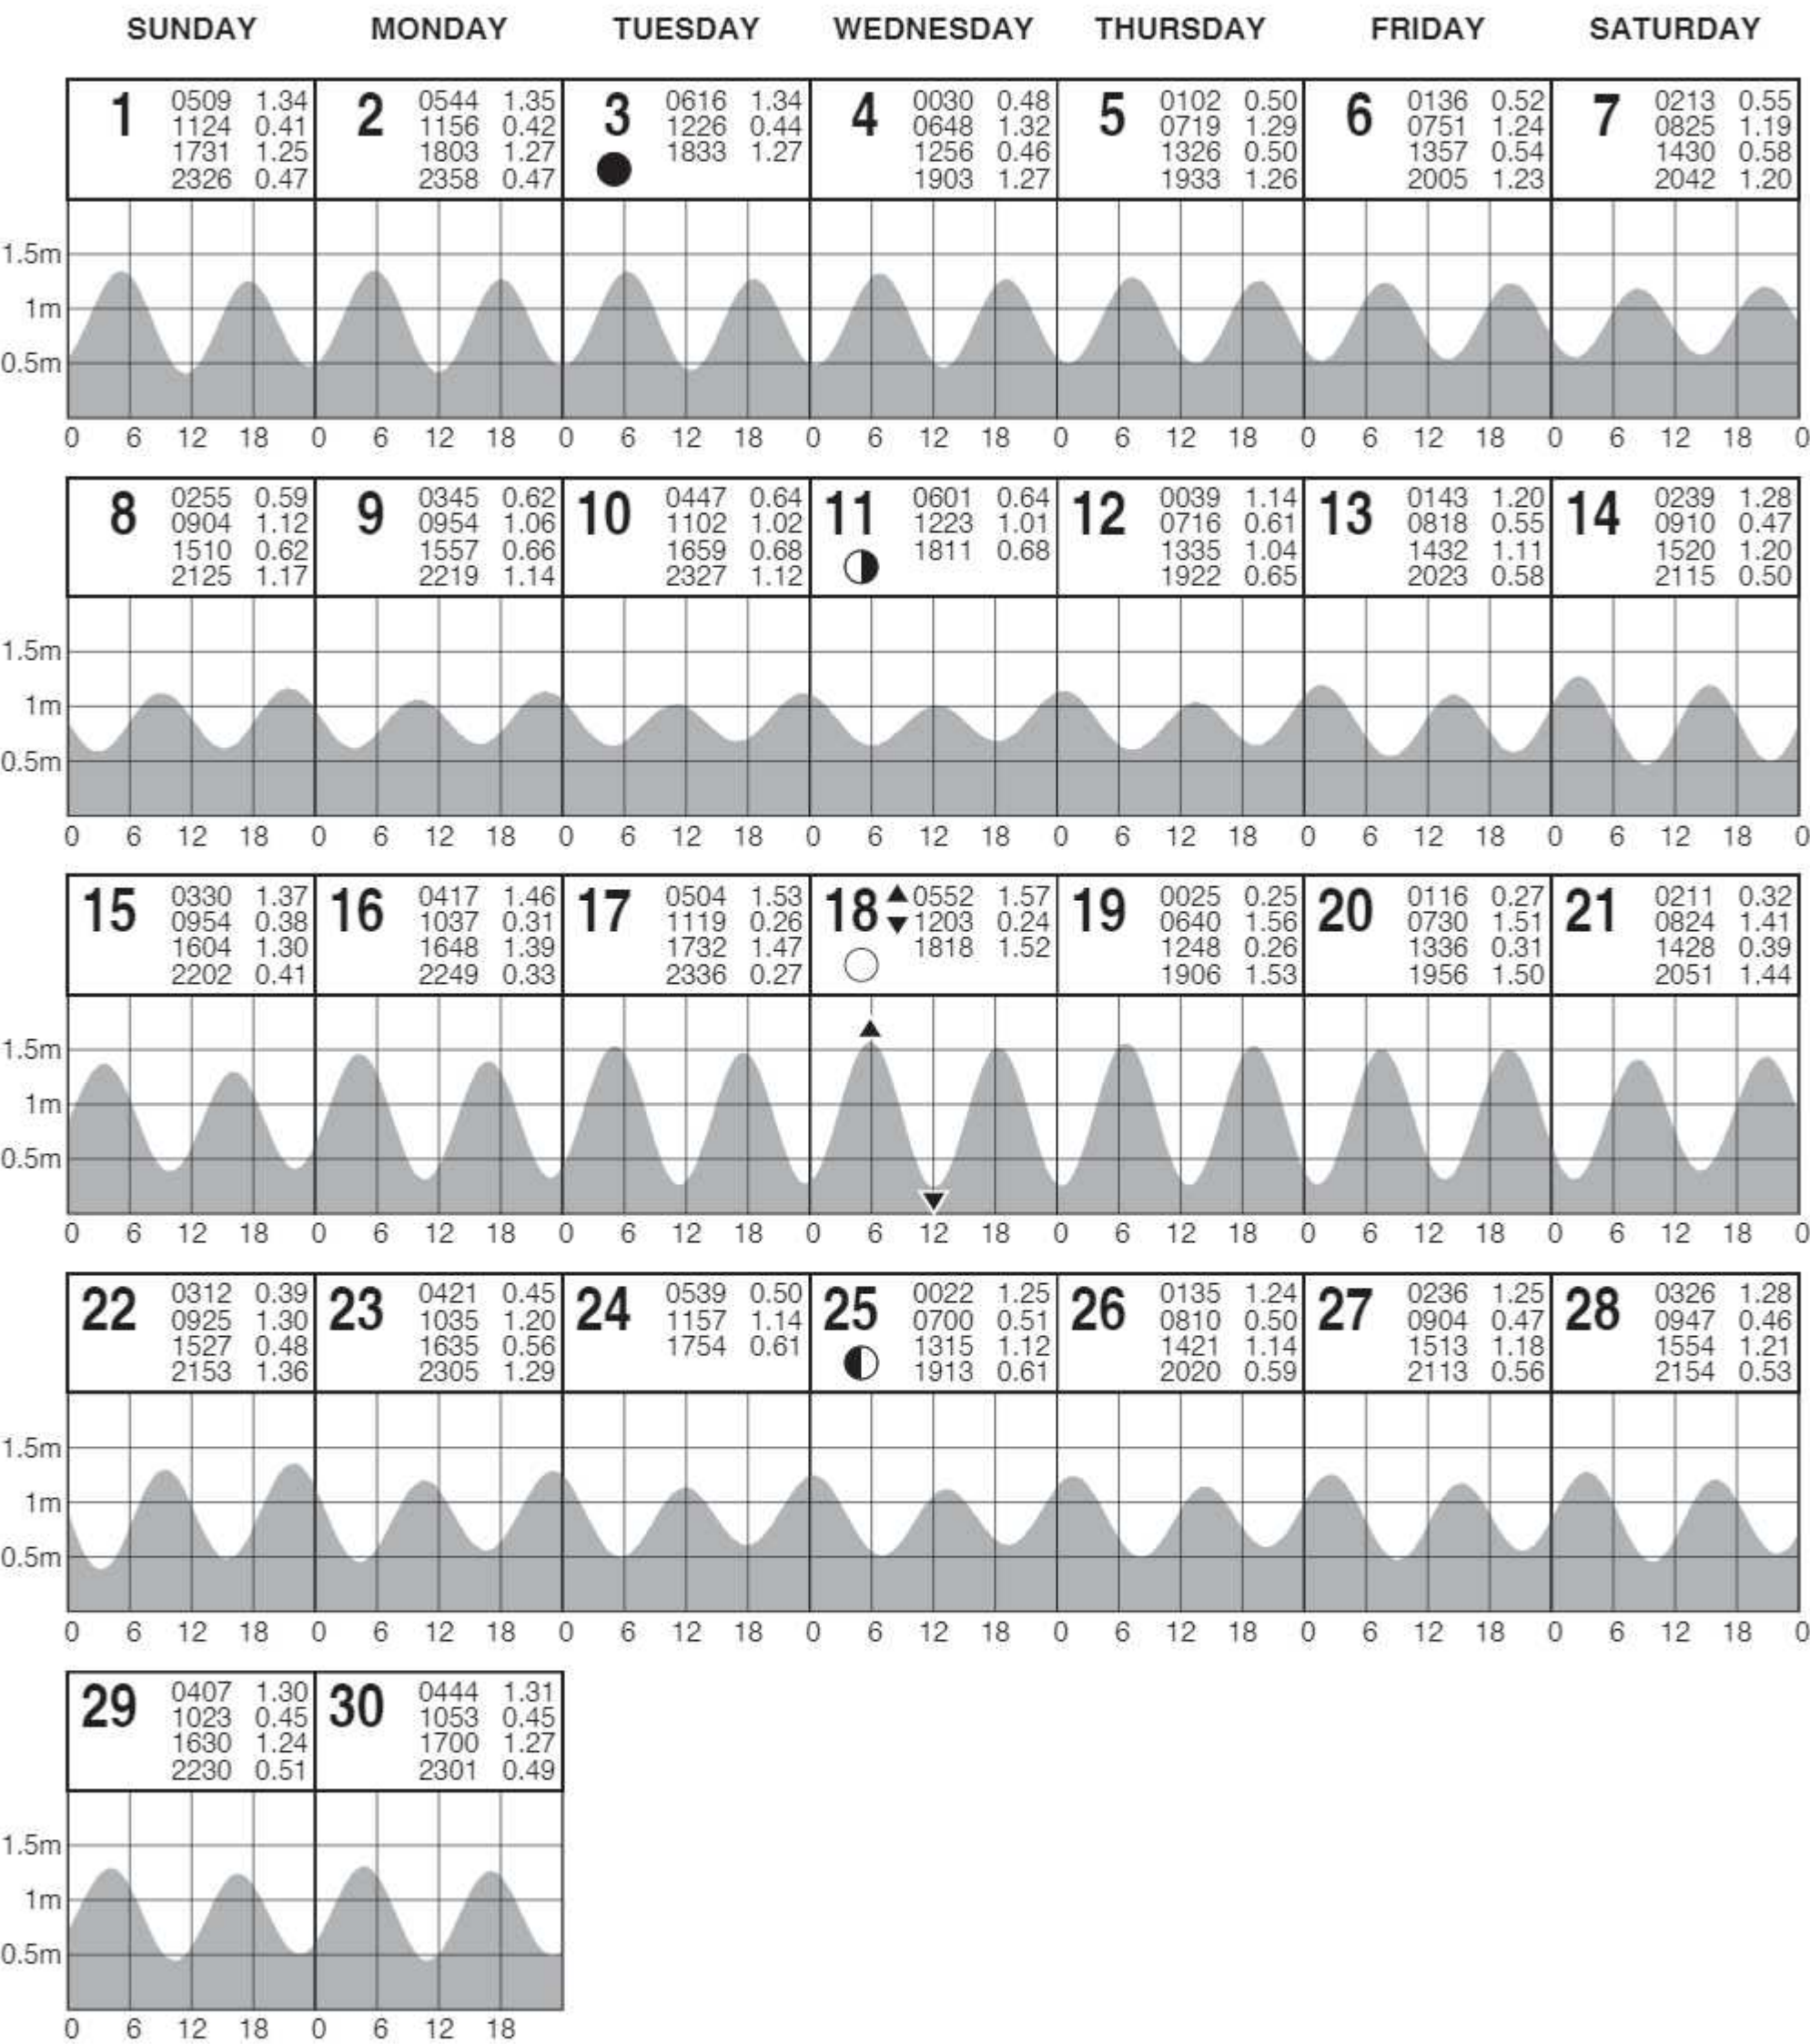 SUNDAY MONDAY TUESDAY WEDNESDAY THURSDAY FRIDAY SATURDAY
1 0509 1.34
1124 0.41
1731 1.25
2326 0.47
2 0544 1.35
1156 0.42
1803 1.27
2358 0.47
3 0616 1.34
1226 0.44
1833 1.27
4 0030 0.48
0648 1.32
1256 0.46
1903 1.27
5 0102 0.50
0719 1.29
1326 0.50
1933 1.26
6 0136 0.52
0751 1.24
1357 0.54
2005 1.23
7 0213 0.55
0825 1.19
1430 0.58
2042 1.20
1.5m
1m
0.5m
0 6 12 18 0 6 12 18 0 6 12 18 0 6 12 18 0 6 12 18 0 6 12 18 0 6 12 18 0
8 0255 0.59
0904 1.12
1510 0.62
2125 1.17
9 0345 0.62
0954 1.06
1557 0.66
2219 1.14
10 0447 0.64
1102 1.02
1659 0.68
2327 1.12
11 0601 0.64
1223 1.01
1811 0.68
12 0039 1.14
0716 0.61
1335 1.04
1922 0.65
13 0143 1.20
0818 0.55
1432 1.11
2023 0.58
14 0239 1.28
0910 0.47
1520 1.20
2115 0.50
1.5m
1m
0.5m
0 6 12 18 0 6 12 18 0 6 12 18 0 6 12 18 0 6 12 18 0 6 12 18 0 6 12 18 0
15 0330 1.37
0954 0.38
1604 1.30
2202 0.41
16 0417 1.46
1037 0.31
1648 1.39
2249 0.33
17 0504 1.53
1119 0.26
1732 1.47
2336 0.27
18 ▲0552 1.57
▼1203 0.24
1818 1.52
19 0025 0.25
0640 1.56
1248 0.26
1906 1.53
20 0116 0.27
0730 1.51
1336 0.31
1956 1.50
21 0211 0.32
0824 1.41
1428 0.39
2051 1.44
1.5m
1m
0.5m
0 6 12 18 0 6 12 18 0 6 12 18 0 6 12 18 0 6 12 18 0 6 12 18 0 6 12 18 0
22 0312 0.39
0925 1.30
1527 0.48
2153 1.36
23 0421 0.45
1035 1.20
1635 0.56
2305 1.29
24 0539 0.50
1157 1.14
1754 0.61
25 0022 1.25
0700 0.51
1315 1.12
1913 0.61
26 0135 1.24
0810 0.50
1421 1.14
2020 0.59
27 0236 1.25
0904 0.47
1513 1.18
2113 0.56
28 0326 1.28
0947 0.46
1554 1.21
2154 0.53
1.5m
1m
0.5m
0 6 12 18 0 6 12 18 0 6 12 18 0 6 12 18 0 6 12 18 0 6 12 18 0 6 12 18 0
29 0407 1.30
1023 0.45
1630 1.24
2230 0.51
30 0444 1.31
1053 0.45
1700 1.27
2301 0.49
1.5m
1m
0.5m
0 6 12 18 0 6 12 18